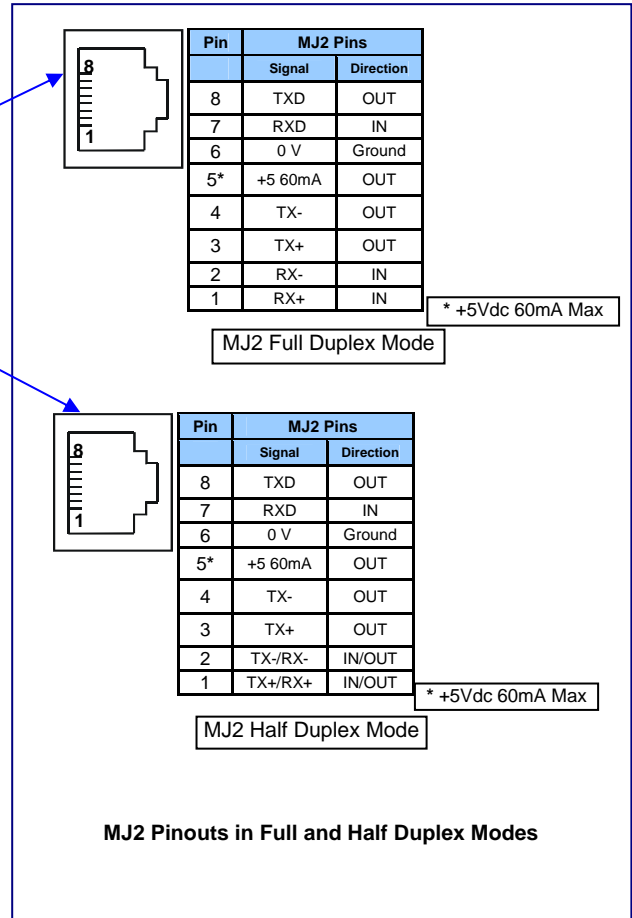 8
1
Pin MJ2 Pins
Signal Direction
8 TXD OUT
7 RXD IN
6 0 V Ground
5* +5 60mA OUT
4 TX- OUT
3 TX+ OUT
2 RX- IN
1 RX+ IN
* +5Vdc 60mA Max
MJ2 Full Duplex Mode
8
1
Pin MJ2 Pins
Signal Direction
8 TXD OUT
7 RXD IN
6 0 V Ground
5* +5 60mA OUT
4 TX- OUT
3 TX+ OUT
2 TX-/RX- IN/OUT
1 TX+/RX+ IN/OUT
* +5Vdc 60mA Max
MJ2 Half Duplex Mode
MJ2 Pinouts in Full and Half Duplex Modes